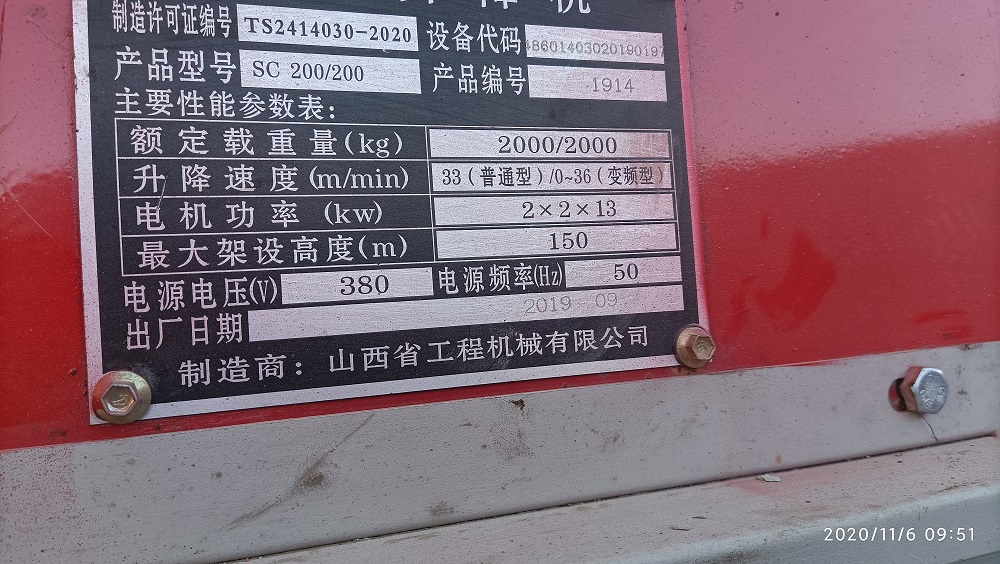 降机
制造许可证编号 TS2414030-2020 设备代码 48601403020190197
产品型号 SC 200/200 产品编号 1914
主要性能参数表：
额定载重量(kg) 2000/2000
升降速度(m/min) 33（普通型）/0~36（变频型）
电机功率 (kw) 2×2×13
最大架设高度(m) 150
电源电压(V) 380 电源频率(Hz) 50
出厂日期 2019-09
制造商：山西省工程机械有限公司
2020/11/6 09:51